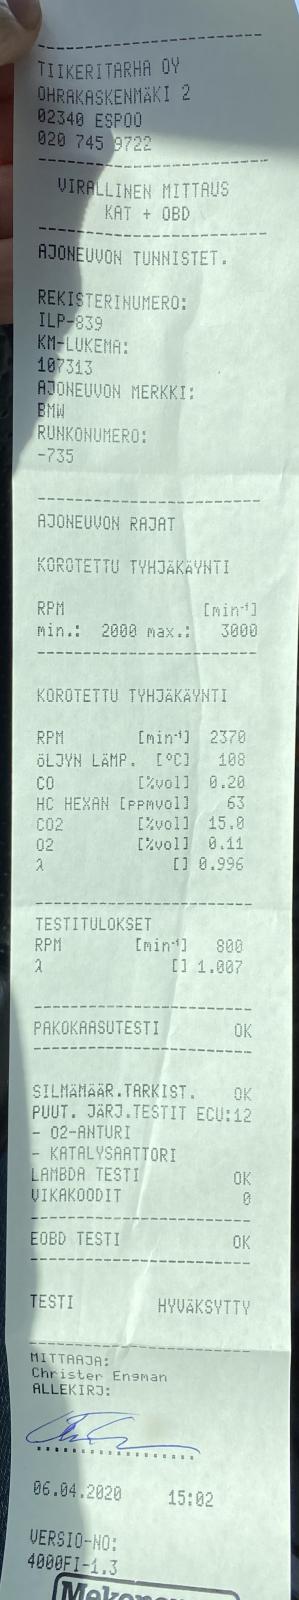 TIIKERITARHA OY
OHRAKASKENMÄKI 2
02340 ESPOO
020 745 9722
VIRALLINEN MITTAUS
KAT + OBD
AJONEUVON TUNNISTET.
REKISTERINUMERO:
ILP-839
KM-LUKEMA:
107313
AJONEUVON MERKKI:
BMW
RUNKONUMERO:
-735
AJONEUVON RAJAT
KOROTETTU TYHJÄKÄYNTI
RPM [min⁻¹]
min.: 2000 max.: 3000
KOROTETTU TYHJÄKÄYNTI
RPM [min⁻¹] 2370
ÖLJYN LÄMP. [°C] 108
CO [%vol] 0.20
HC HEXAN [ppmvol] 63
CO2 [%vol] 15.0
O2 [%vol] 0.11
λ [] 0.996
TESTITULOKSET
RPM [min⁻¹] 800
λ [] 1.007
PAKOKAASUTESTI OK
SILMÄMÄÄR.TARKIST. OK
PUUT. JÄRJ.TESTIT ECU:12
- O2-ANTURI
- KATALYSAATTORI
LAMBDA TESTI OK
VIKAKOODIT 0
EOBD TESTI OK
TESTI HYVÄKSYTTY
MITTAAJA:
Christer Engman
ALLEKIRJ:
06.04.2020 15:02
VERSIO-NO:
4000FI-1.3